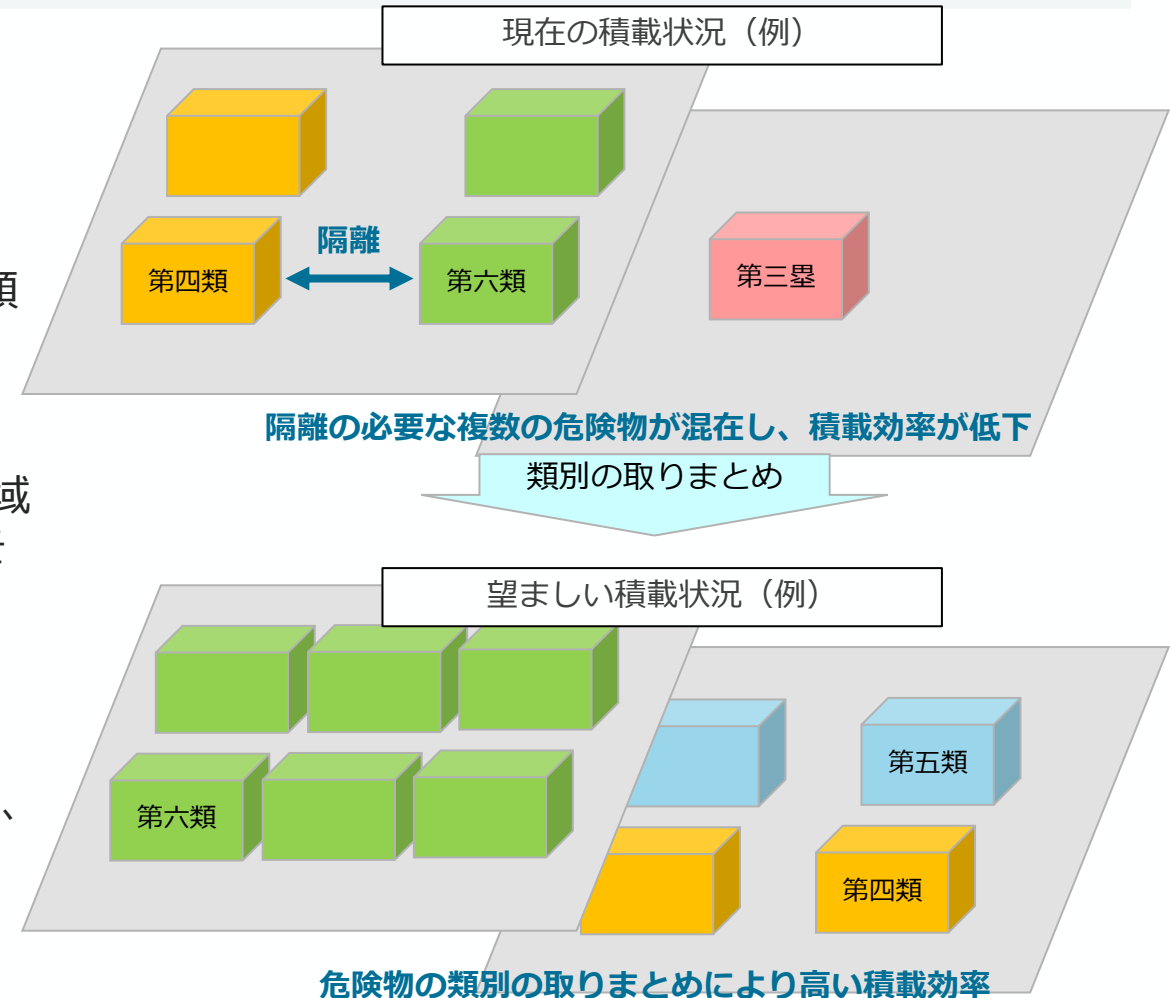 現在の積載状況（例）
隔離
第四類
第六類
第三塁
類
隔離の必要な複数の危険物が混在し、積載効率が低下
類別の取りまとめ
域
望ましい積載状況（例）
第五類
第六類
、
第四類
危険物の類別の取りまとめにより高い積載効率